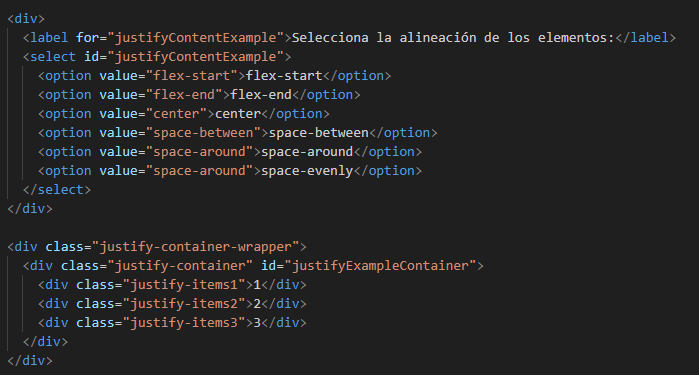 <div>
  <label for="justifyContentExample">Selecciona la alineación de los elementos:</label>
  <select id="justifyContentExample">
    <option value="flex-start">flex-start</option>
    <option value="flex-end">flex-end</option>
    <option value="center">center</option>
    <option value="space-between">space-between</option>
    <option value="space-around">space-around</option>
    <option value="space-around">space-evenly</option>
  </select>
</div>

<div class="justify-container-wrapper">
  <div class="justify-container" id="justifyExampleContainer">
    <div class="justify-items1">1</div>
    <div class="justify-items2">2</div>
    <div class="justify-items3">3</div>
  </div>
</div>